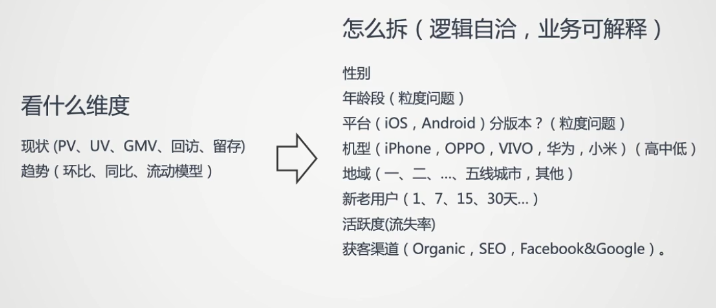 看什么维度
现状 (PV、UV、GMV、回访、留存)
趋势（环比、同比、流动模型）
怎么拆（逻辑自洽，业务可解释）
性别
年龄段（粒度问题）
平台（iOS，Android）分版本？（粒度问题）
机型（iPhone，OPPO，VIVO，华为，小米）（高中低）
地域（一、二、...、五线城市，其他）
新老用户（1、7、15、30天...）
活跃度(流失率)
获客渠道（Organic，SEO，Facebook&Google）。